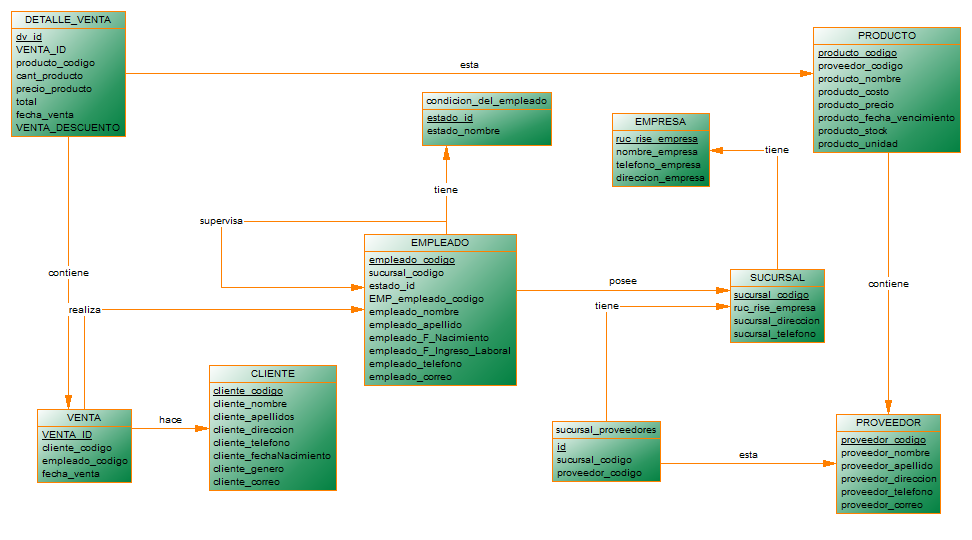 DETALLE_VENTA
dv_id
VENTA_ID
producto_codigo
cant_producto
precio_producto
total
fecha_venta
VENTA_DESCUENTO
esta
PRODUCTO
producto_codigo
proveedor_codigo
producto_nombre
producto_costo
producto_precio
producto_fecha_vencimiento
producto_stock
producto_unidad
condicion_del_empleado
estado_id
estado_nombre
EMPRESA
ruc_rise_empresa
nombre_empresa
telefono_empresa
direccion_empresa
tiene
tiene
supervisa
EMPLEADO
empleado_codigo
sucursal_codigo
estado_id
EMP_empleado_codigo
empleado_nombre
empleado_apellido
empleado_F_Nacimiento
empleado_F_Ingreso_Laboral
empleado_telefono
empleado_correo
contiene
realiza
posee
tiene
SUCURSAL
sucursal_codigo
ruc_rise_empresa
sucursal_direccion
sucursal_telefono
contiene
CLIENTE
cliente_codigo
cliente_nombre
cliente_apellidos
cliente_direccion
cliente_telefono
cliente_fechaNacimiento
cliente_genero
cliente_correo
VENTA
VENTA_ID
cliente_codigo
empleado_codigo
fecha_venta
hace
sucursal_proveedores
id
sucursal_codigo
proveedor_codigo
esta
PROVEEDOR
proveedor_codigo
proveedor_nombre
proveedor_apellido
proveedor_direccion
proveedor_telefono
proveedor_correo